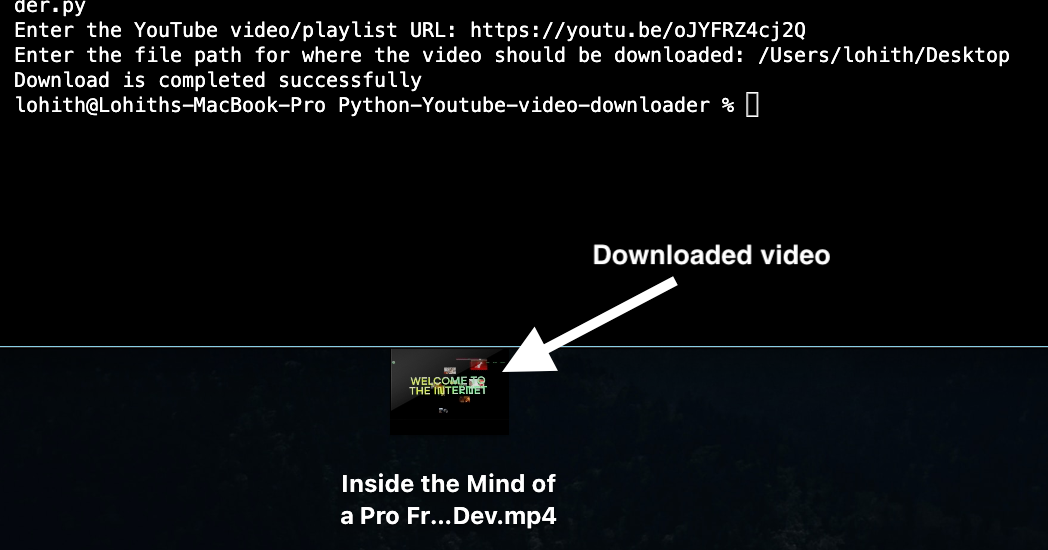 der.py
Enter the YouTube video/playlist URL: https://youtu.be/oJYFRZ4cj2Q
Enter the file path for where the video should be downloaded: /Users/lohith/Desktop
Download is completed successfully
lohith@Lohiths-MacBook-Pro Python-Youtube-video-downloader %
Downloaded video
WELCOME TO
THE INTERNET
Inside the Mind of
a Pro Fr...Dev.mp4